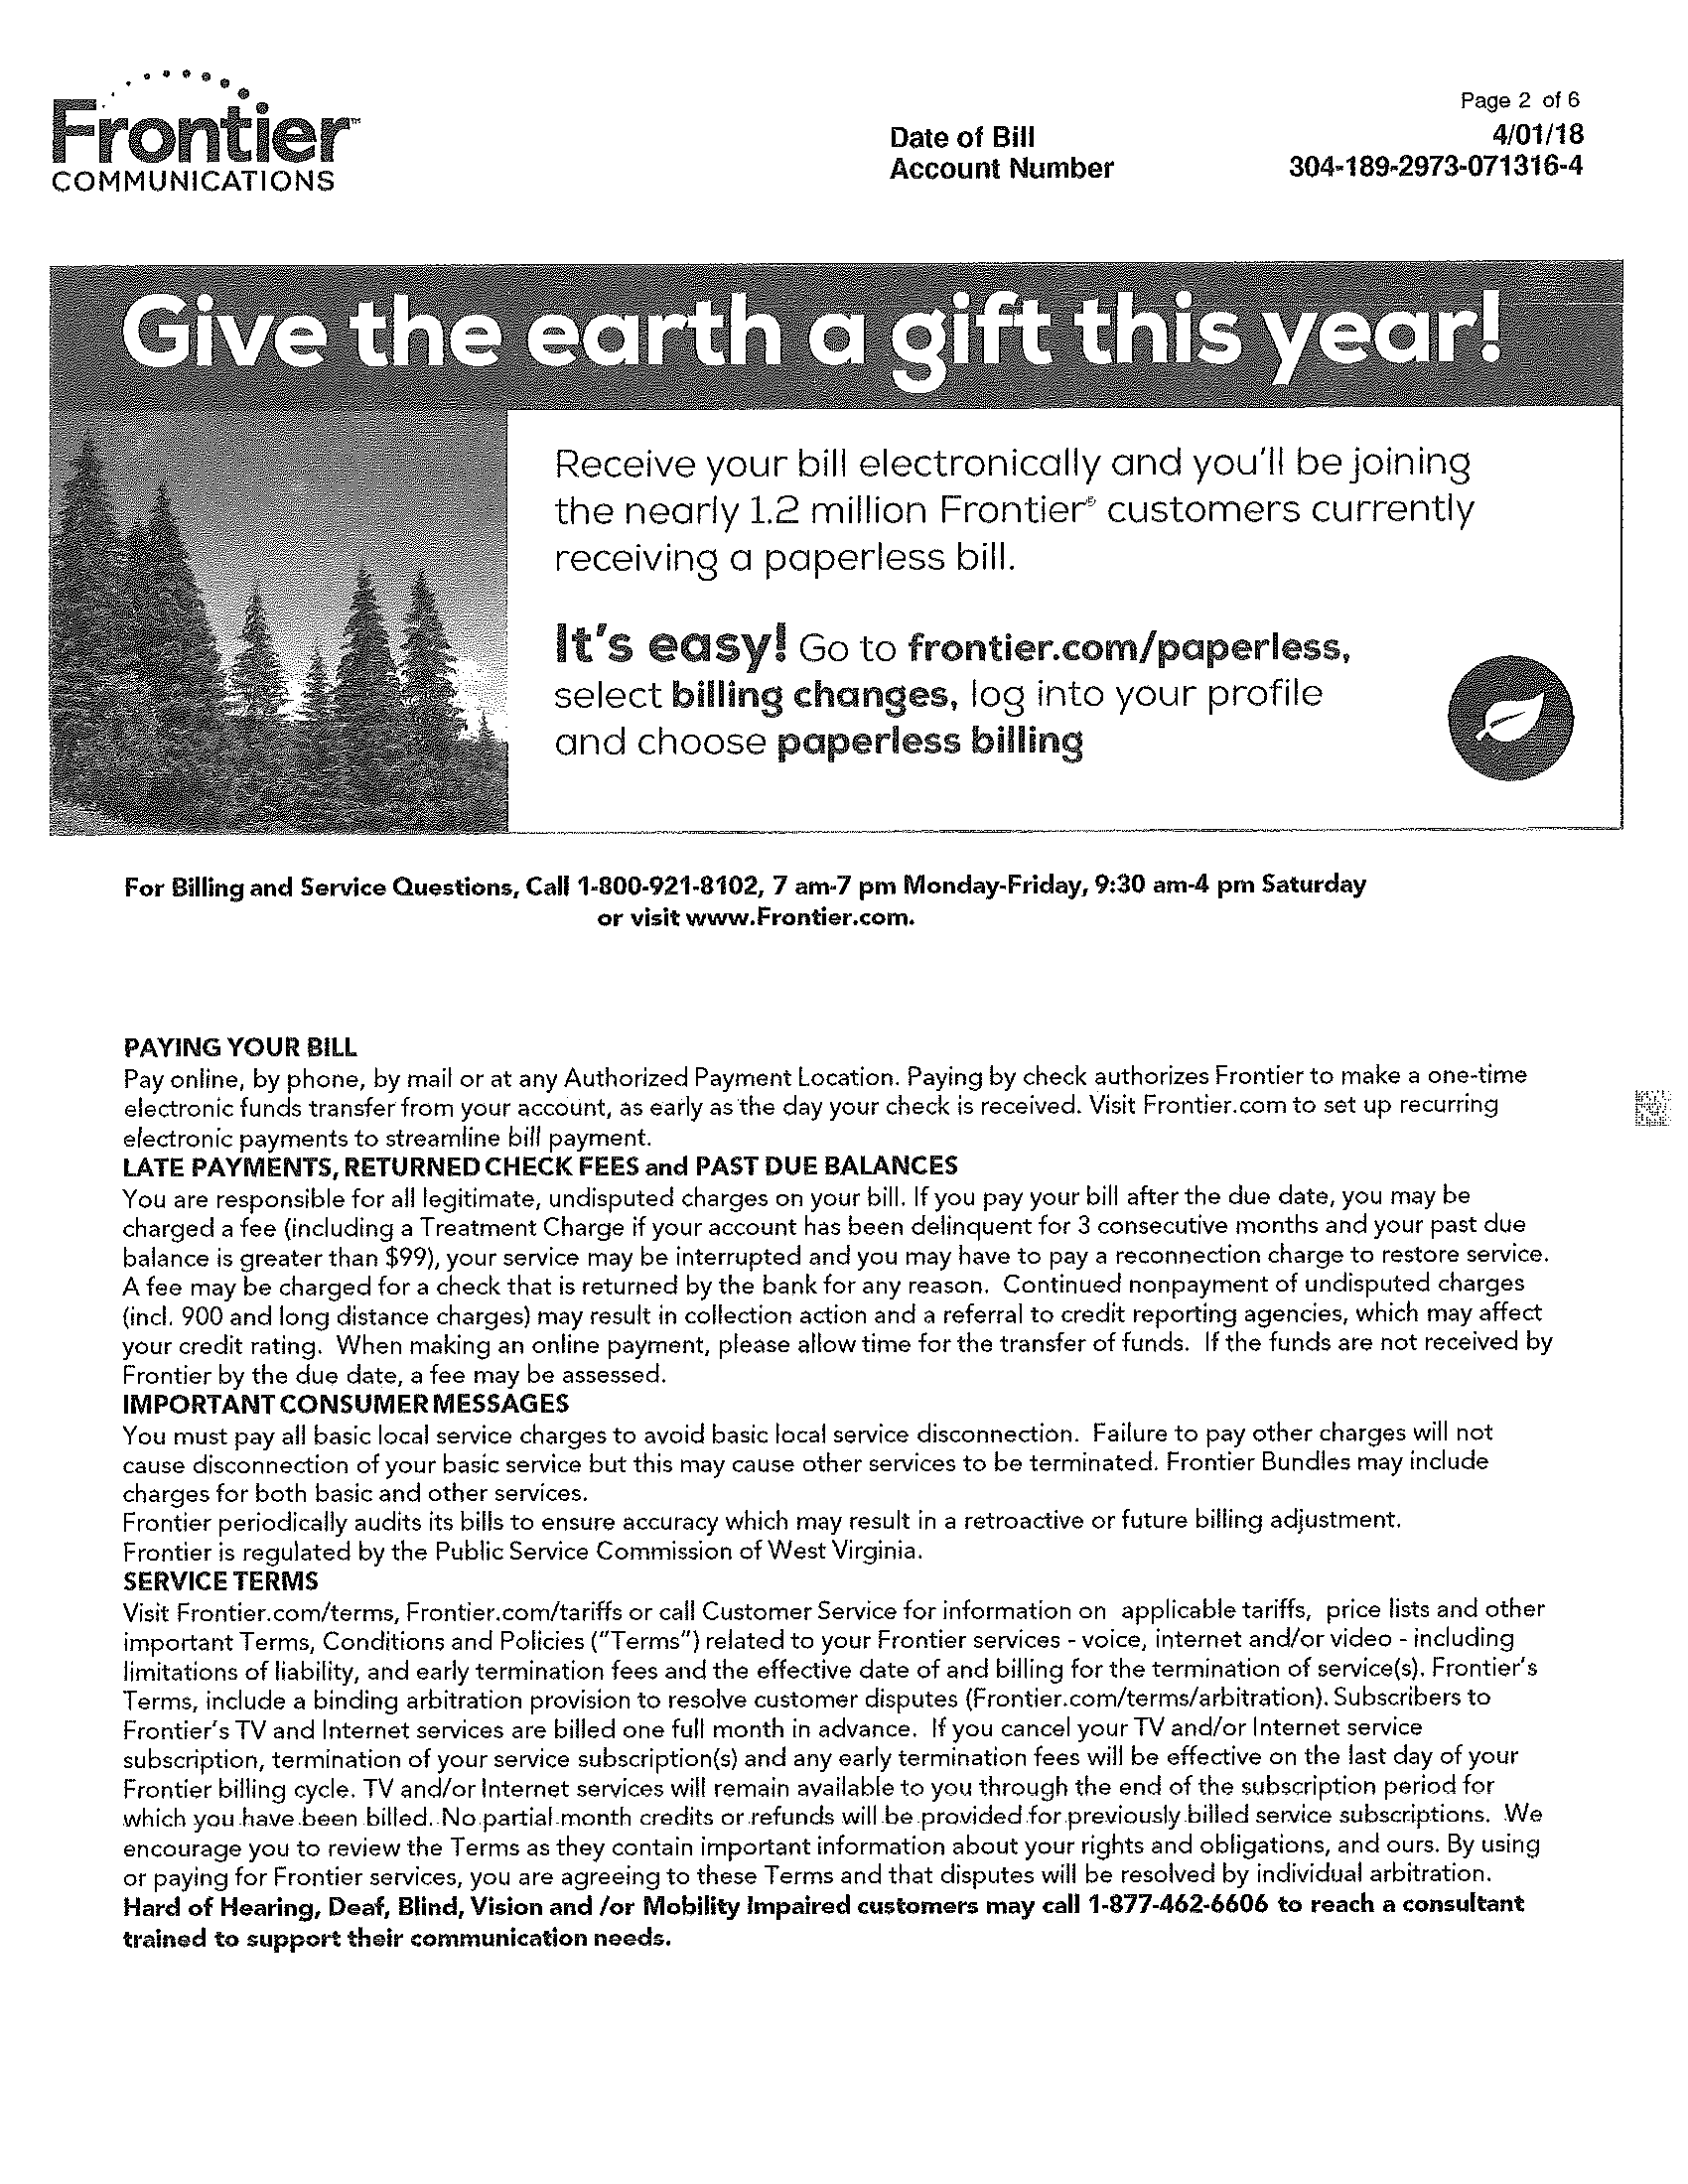 Frontier™
COMMUNICATIONS
Page 2 of 6
Date of Bill 4/01/18
Account Number 304-189-2973-071316-4
Give the earth a gift this year!
Receive your bill electronically and you'll be joining
the nearly 1.2 million Frontier® customers currently
receiving a paperless bill.
It's easy! Go to frontier.com/paperless,
select billing changes, log into your profile
and choose paperless billing
For Billing and Service Questions, Call 1-800-921-8102, 7 am-7 pm Monday-Friday, 9:30 am-4 pm Saturday
or visit www.Frontier.com.
PAYING YOUR BILL
Pay online, by phone, by mail or at any Authorized Payment Location. Paying by check authorizes Frontier to make a one-time
electronic funds transfer from your account, as early as the day your check is received. Visit Frontier.com to set up recurring
electronic payments to streamline bill payment.
LATE PAYMENTS, RETURNED CHECK FEES and PAST DUE BALANCES
You are responsible for all legitimate, undisputed charges on your bill. If you pay your bill after the due date, you may be
charged a fee (including a Treatment Charge if your account has been delinquent for 3 consecutive months and your past due
balance is greater than $99), your service may be interrupted and you may have to pay a reconnection charge to restore service.
A fee may be charged for a check that is returned by the bank for any reason. Continued nonpayment of undisputed charges
(incl. 900 and long distance charges) may result in collection action and a referral to credit reporting agencies, which may affect
your credit rating. When making an online payment, please allow time for the transfer of funds. If the funds are not received by
Frontier by the due date, a fee may be assessed.
IMPORTANT CONSUMER MESSAGES
You must pay all basic local service charges to avoid basic local service disconnection. Failure to pay other charges will not
cause disconnection of your basic service but this may cause other services to be terminated. Frontier Bundles may include
charges for both basic and other services.
Frontier periodically audits its bills to ensure accuracy which may result in a retroactive or future billing adjustment.
Frontier is regulated by the Public Service Commission of West Virginia.
SERVICE TERMS
Visit Frontier.com/terms, Frontier.com/tariffs or call Customer Service for information on applicable tariffs, price lists and other
important Terms, Conditions and Policies ("Terms") related to your Frontier services - voice, internet and/or video - including
limitations of liability, and early termination fees and the effective date of and billing for the termination of service(s). Frontier's
Terms, include a binding arbitration provision to resolve customer disputes (Frontier.com/terms/arbitration). Subscribers to
Frontier's TV and Internet services are billed one full month in advance. If you cancel your TV and/or Internet service
subscription, termination of your service subscription(s) and any early termination fees will be effective on the last day of your
Frontier billing cycle. TV and/or Internet services will remain available to you through the end of the subscription period for
which you have been billed. No partial month credits or refunds will be provided for previously billed service subscriptions. We
encourage you to review the Terms as they contain important information about your rights and obligations, and ours. By using
or paying for Frontier services, you are agreeing to these Terms and that disputes will be resolved by individual arbitration.
Hard of Hearing, Deaf, Blind, Vision and /or Mobility Impaired customers may call 1-877-462-6606 to reach a consultant
trained to support their communication needs.